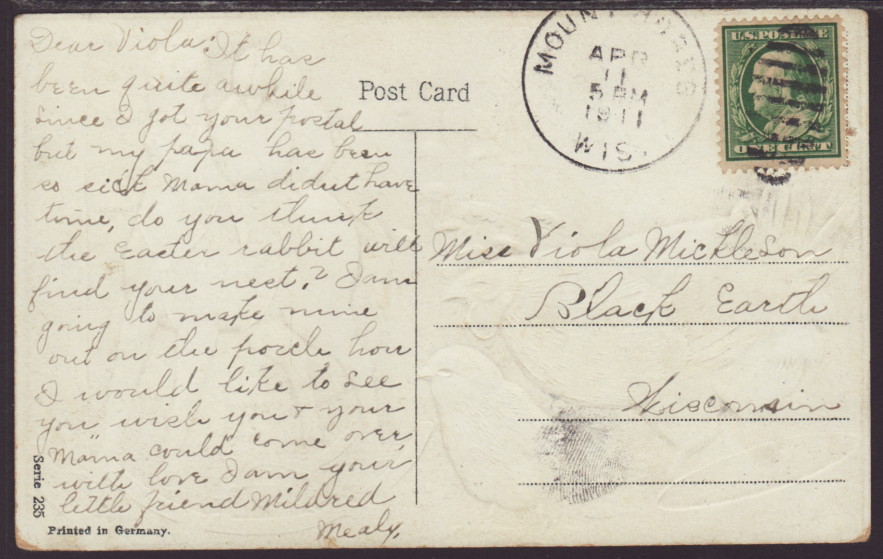 Dear Viola: It has
been quite awhile
since I got your postal
but my papa has been
so sick Mama didnt have
time, do you think
the Easter rabbit will
find your nest? I am
going to make mine
out on the porch how
I would like to see
you wish you & your
Mama could come over,
with love I am your
little friend Mildred
Mealy.
Serie 235
Printed in Germany.
Post Card
MOUNT HOREB
APR
11
5 PM
1911
WIS.
U.S. POSTAGE
ONE CENT
Miss Viola Mickleson
Black Earth
Wisconsin